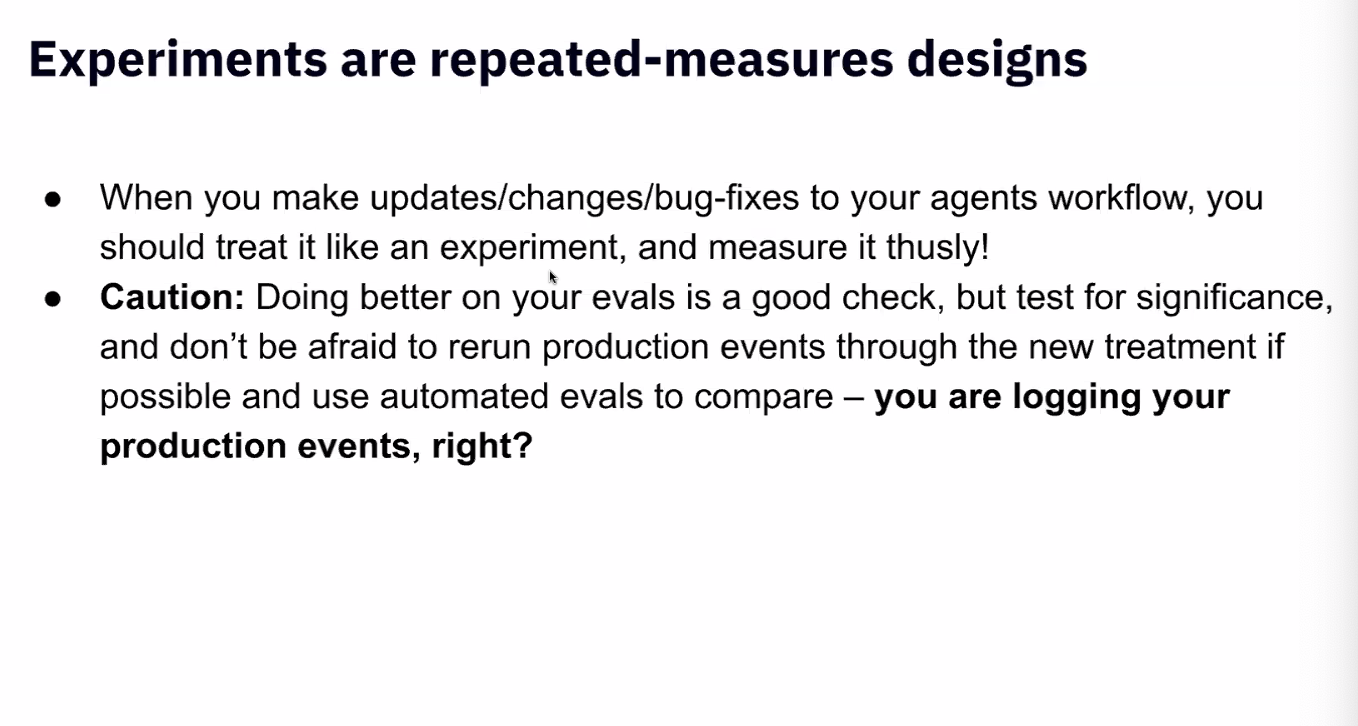 Experiments are repeated-measures designs
● When you make updates/changes/bug-fixes to your agents workflow, you
should treat it like an experiment, and measure it thusly!
● Caution: Doing better on your evals is a good check, but test for significance,
and don’t be afraid to rerun production events through the new treatment if
possible and use automated evals to compare – you are logging your
production events, right?